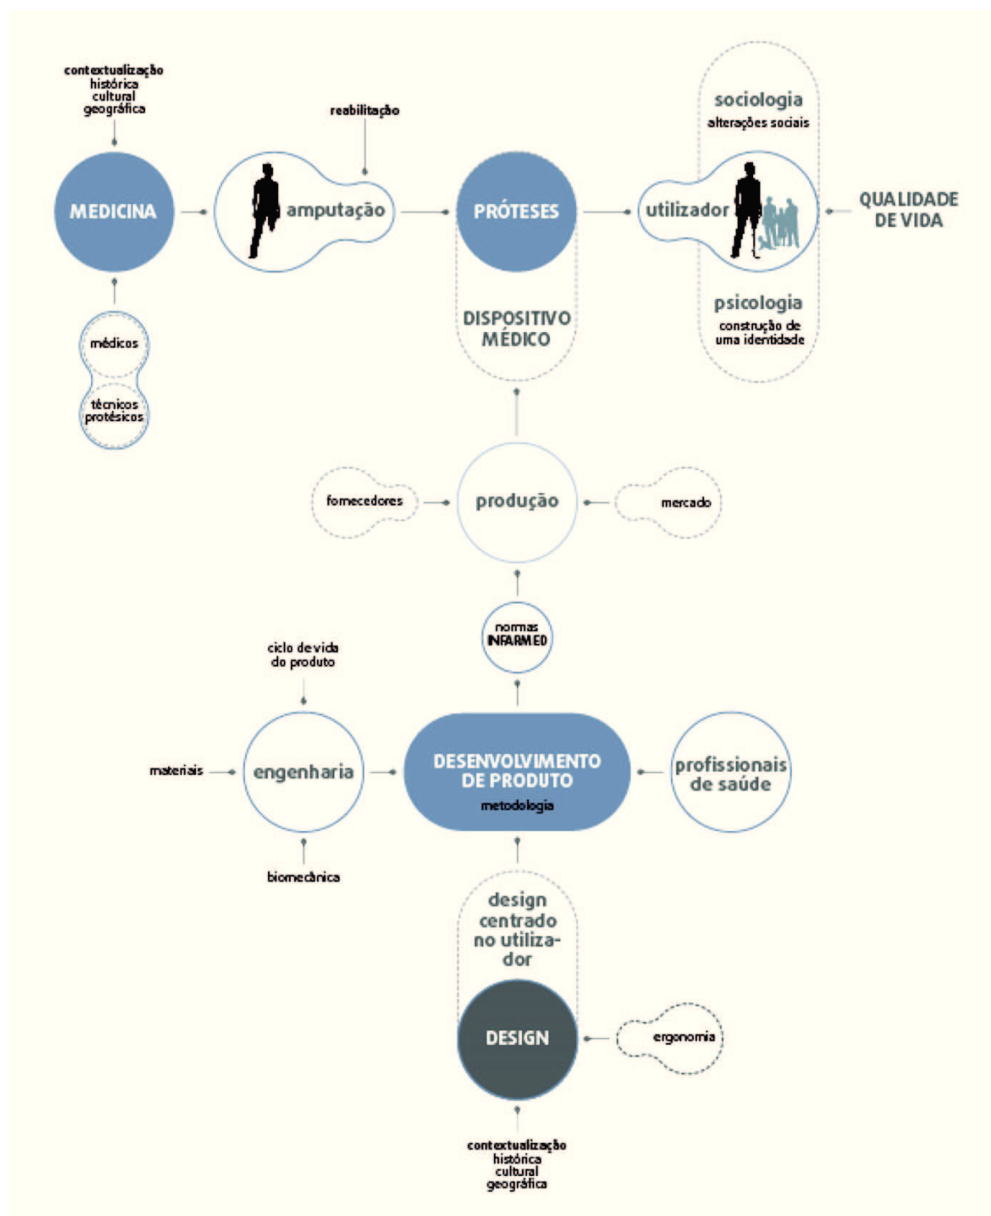 contextualização
histórica
cultural
geográfica
MEDICINA
médicos
técnicos
protésicos
reabilitação
amputação
PRÓTESES
DISPOSITIVO
MÉDICO
sociologia
alterações sociais
utilizador
psicologia
construção de
uma identidade
QUALIDADE
DE VIDA
fornecedores
produção
mercado
normas
INFARMED
ciclo de vida
do produto
materiais
engenharia
biomecânica
DESENVOLVIMENTO
DE PRODUTO
metodologia
profissionais
de saúde
design
centrado
no utiliza-
dor
DESIGN
ergonomia
contextualização
histórica
cultural
geográfica